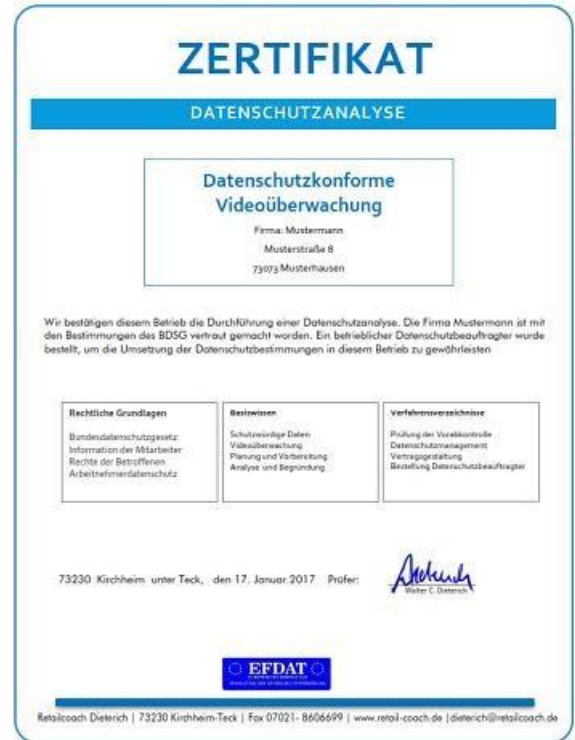 ZERTIFIKAT
DATENSCHUTZANALYSE
Datenschutzkonforme
Videoüberwachung
Firma: Mustermann
Musterstraße 8
73073 Musterhausen
Wir bestätigen diesem Betrieb die Durchführung einer Datenschutzanalyse. Die Firma Mustermann ist mit
den Bestimmungen des BDSG vertraut gemacht worden. Ein betrieblicher Datenschutzbeauftragter wurde
bestellt, um die Umsetzung der Datenschutzbestimmungen in diesem Betrieb zu gewährleisten
Rechtliche Grundlagen
Bundesdatenschutzgesetz
Information der Mitarbeiter
Rechte der Betroffenen
Arbeitnehmerdatenschutz
Basiswissen
Schutzwürdige Daten
Videoüberwachung
Planung und Vorbereitung
Analyse und Begründung
Verfahrensverzeichnisse
Prüfung der Vorabkontrolle
Datenschutzmanagement
Vertragsgestaltung
Bestellung Datenschutzbeauftragter
73230 Kirchheim unter Teck, den 17. Januar 2017 Prüfer:
Walter C. Dieterich
EFDAT
Retailcoach Dieterich | 73230 Kirchheim-Teck | Fax 07021- 8606699 | www.retail-coach.de |dieterich@retailcoach.de